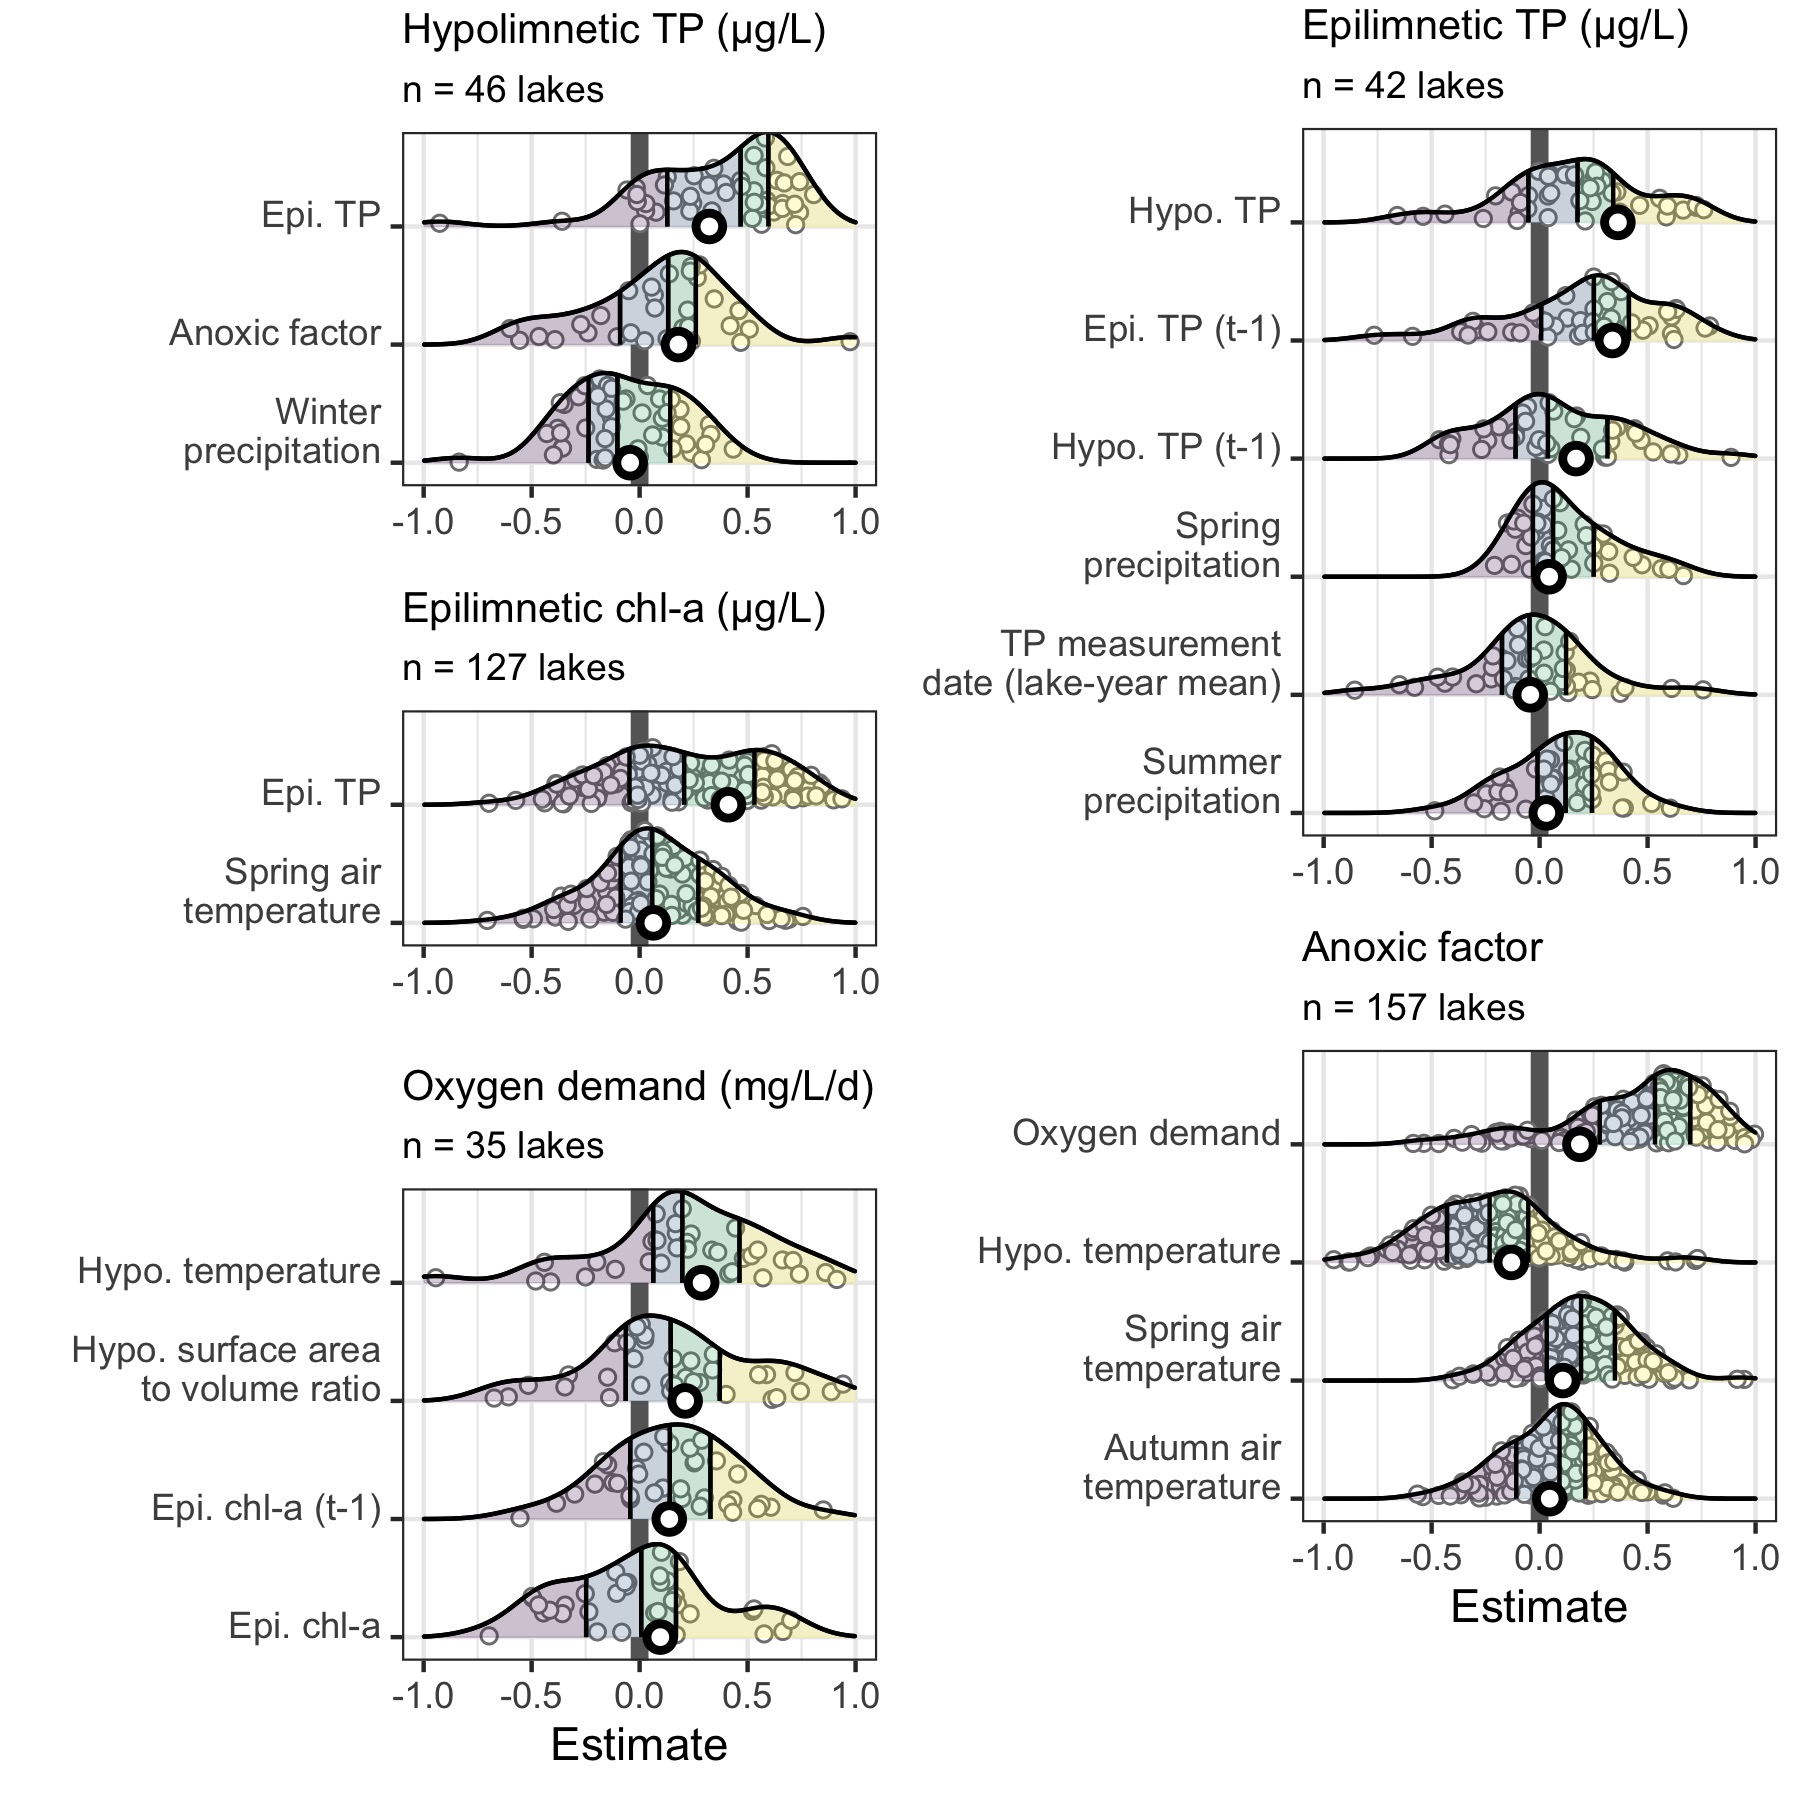 Hypolimnetic TP (µg/L)
n = 46 lakes
Epi. TP
Anoxic factor
Winter
precipitation
-1.0 -0.5 0.0 0.5 1.0
Epilimnetic chl-a (µg/L)
n = 127 lakes
Epi. TP
Spring air
temperature
-1.0 -0.5 0.0 0.5 1.0
Oxygen demand (mg/L/d)
n = 35 lakes
Hypo. temperature
Hypo. surface area
to volume ratio
Epi. chl-a (t-1)
Epi. chl-a
-1.0 -0.5 0.0 0.5 1.0
Estimate
Epilimnetic TP (µg/L)
n = 42 lakes
Hypo. TP
Epi. TP (t-1)
Hypo. TP (t-1)
Spring
precipitation
TP measurement
date (lake-year mean)
Summer
precipitation
-1.0 -0.5 0.0 0.5 1.0
Anoxic factor
n = 157 lakes
Oxygen demand
Hypo. temperature
Spring air
temperature
Autumn air
temperature
-1.0 -0.5 0.0 0.5 1.0
Estimate